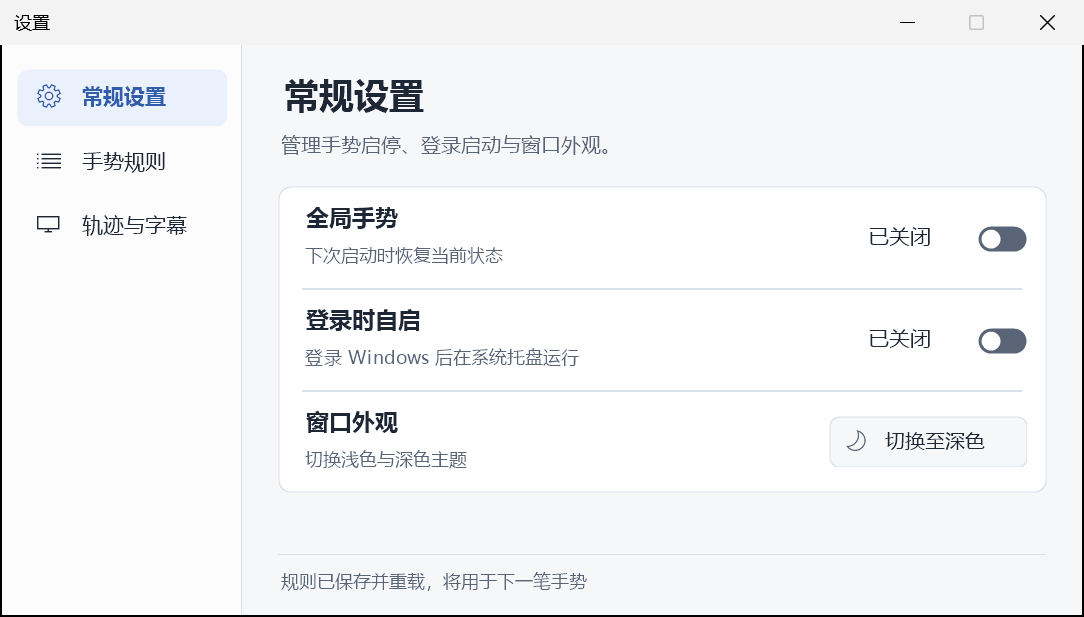 设置
常规设置
手势规则
轨迹与字幕
常规设置
管理手势启停、登录启动与窗口外观。
全局手势
下次启动时恢复当前状态
已关闭
登录时自启
登录 Windows 后在系统托盘运行
已关闭
窗口外观
切换浅色与深色主题
切换至深色
规则已保存并重载，将用于下一笔手势